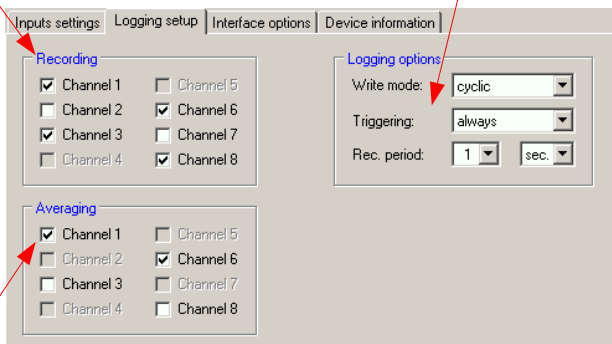 Inputs settings Logging setup Interface options Device information
Recording
Channel 1 Channel 5
Channel 2 Channel 6
Channel 3 Channel 7
Channel 4 Channel 8
Logging options
Write mode: cyclic
Triggering: always
Rec. period: 1 sec.
Averaging
Channel 1 Channel 5
Channel 2 Channel 6
Channel 3 Channel 7
Channel 4 Channel 8